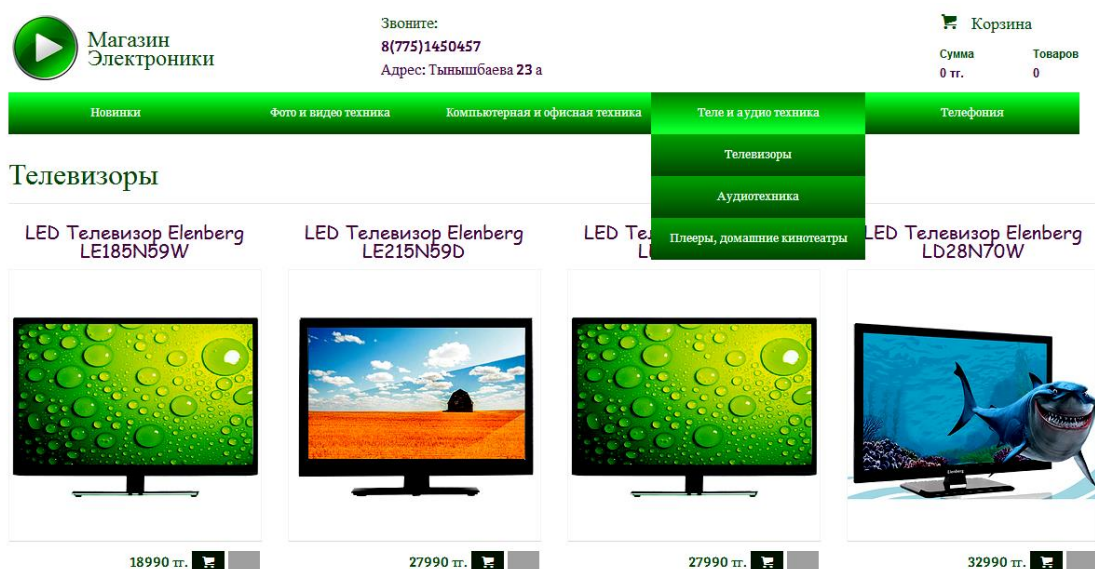 Магазин
Электроники
Звоните:
8(775)1450457
Адрес: Тынышбаева 23 а
Корзина
Сумма Товаров
0 тг. 0
Новинки Фото и видео техника Компьютерная и офисная техника Теле и аудио техника Телефония
Телевизоры
Аудиотехника
Плееры, домашние кинотеатры
Телевизоры
LED Телевизор Elenberg
LE185N59W
LED Телевизор Elenberg
LE215N59D
LED
LED Телевизор Elenberg
LD28N70W
Elenberg
18990 тг. 27990 тг. 27990 тг. 32990 тг.